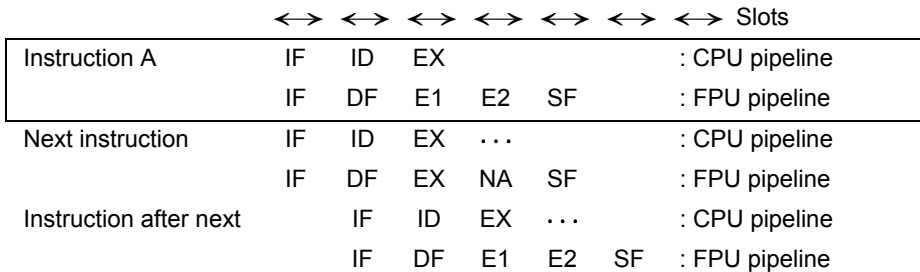 Slots
Instruction A IF ID EX : CPU pipeline
IF DF E1 E2 SF : FPU pipeline
Next instruction IF ID EX ··· : CPU pipeline
IF DF EX NA SF : FPU pipeline
Instruction after next IF ID EX ··· : CPU pipeline
IF DF E1 E2 SF : FPU pipeline